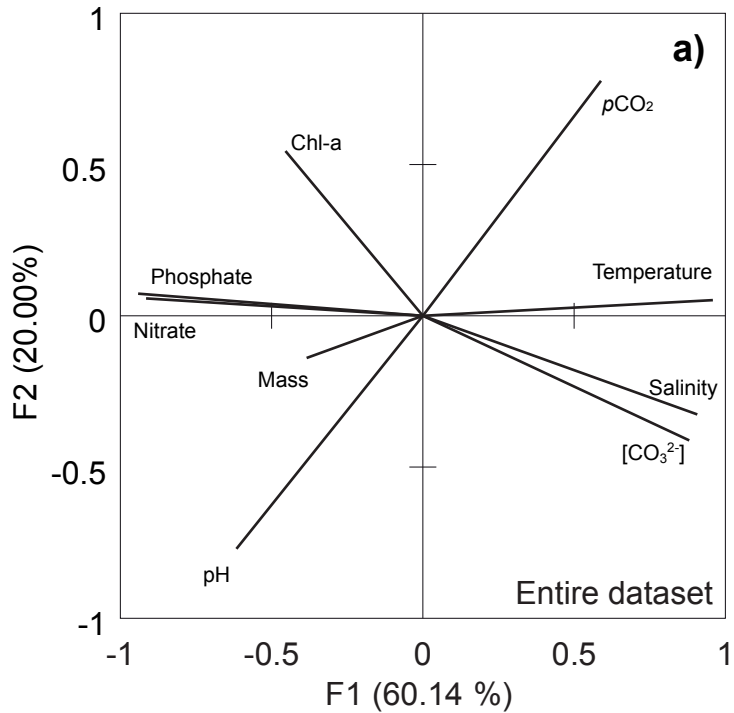 1
a)
pCO₂
Chl-a
0.5
Phosphate
Temperature
0
Nitrate
Mass
Salinity
[CO₃²⁻]
-0.5
pH
Entire dataset
-1
-1 -0.5 0 0.5 1
F1 (60.14 %)
F2 (20.00%)